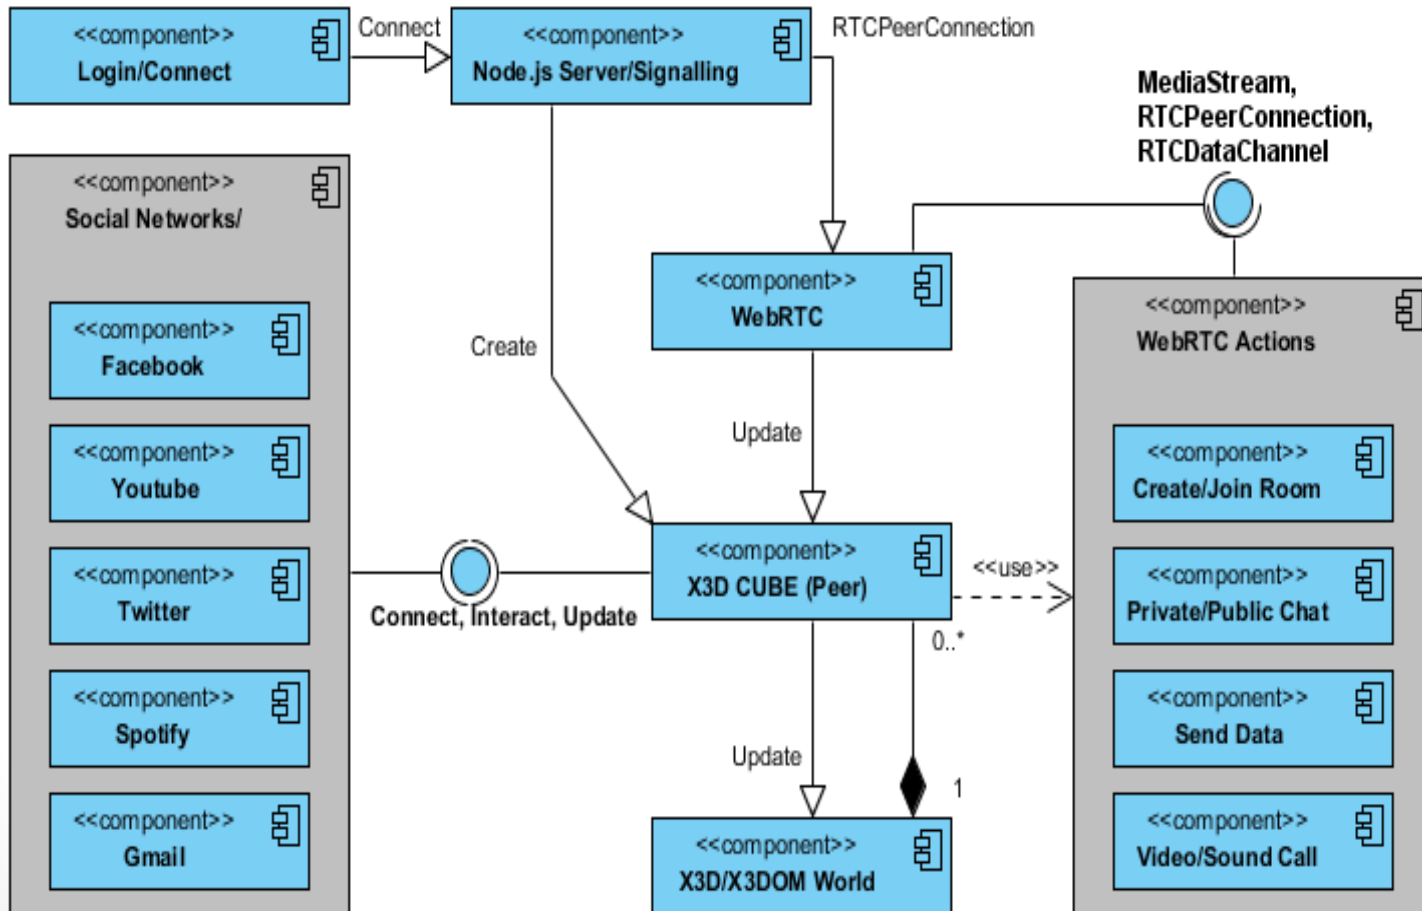 <<component>>
Login/Connect
Connect
<<component>>
Node.js Server/Signalling
RTCPeerConnection
MediaStream,
RTCPeerConnection,
RTCDataChannel
<<component>>
Social Networks/
<<component>>
Facebook
<<component>>
Youtube
<<component>>
Twitter
<<component>>
Spotify
<<component>>
Gmail
Create
<<component>>
WebRTC
Update
Connect, Interact, Update
<<component>>
X3D CUBE (Peer)
<<use>>
0..*
Update
1
<<component>>
X3D/X3DOM World
<<component>>
WebRTC Actions
<<component>>
Create/Join Room
<<component>>
Private/Public Chat
<<component>>
Send Data
<<component>>
Video/Sound Call